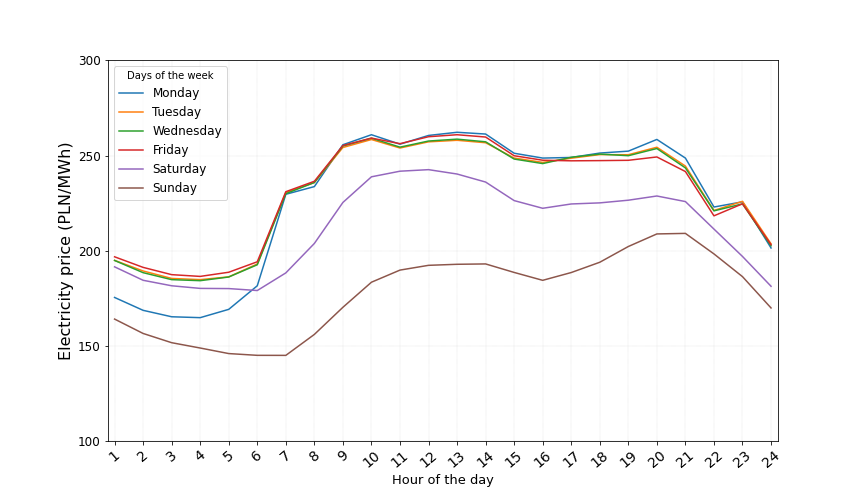 300
250
200
150
100
Electricity price (PLN/MWh)
Days of the week
Monday
Tuesday
Wednesday
Friday
Saturday
Sunday
1 2 3 4 5 6 7 8 9 10 11 12 13 14 15 16 17 18 19 20 21 22 23 24
Hour of the day